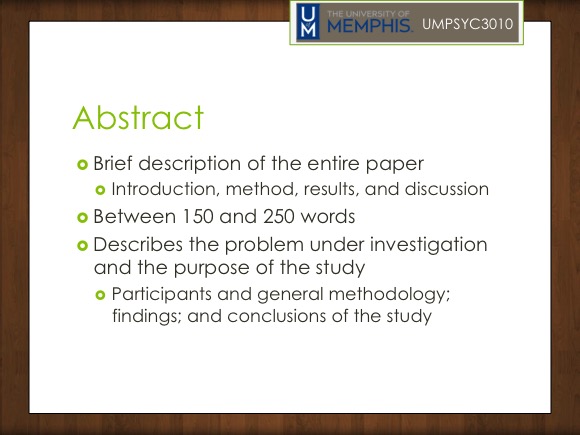 UM
THE UNIVERSITY OF
MEMPHIS.
UMPSYC3010
Abstract
Brief description of the entire paper
Introduction, method, results, and discussion
Between 150 and 250 words
Describes the problem under investigation
and the purpose of the study
Participants and general methodology;
findings; and conclusions of the study